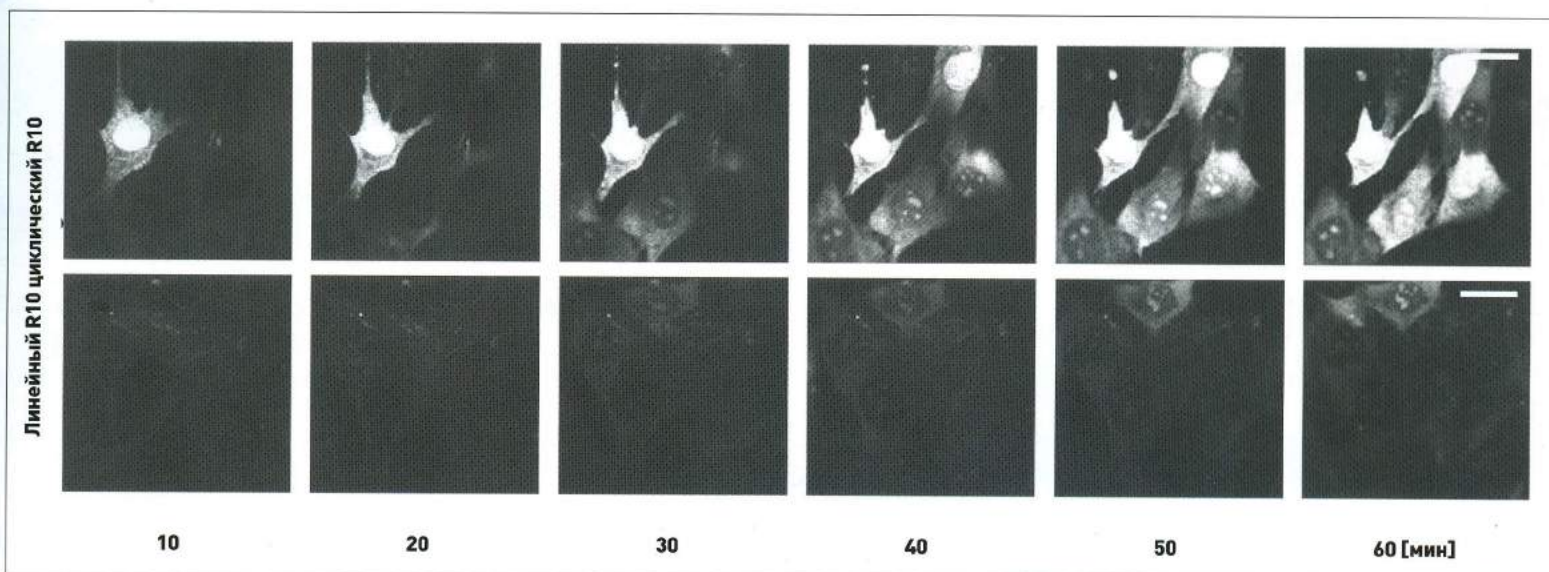 Линейный R10 циклический R10
10 20 30 40 50 60 [мин]